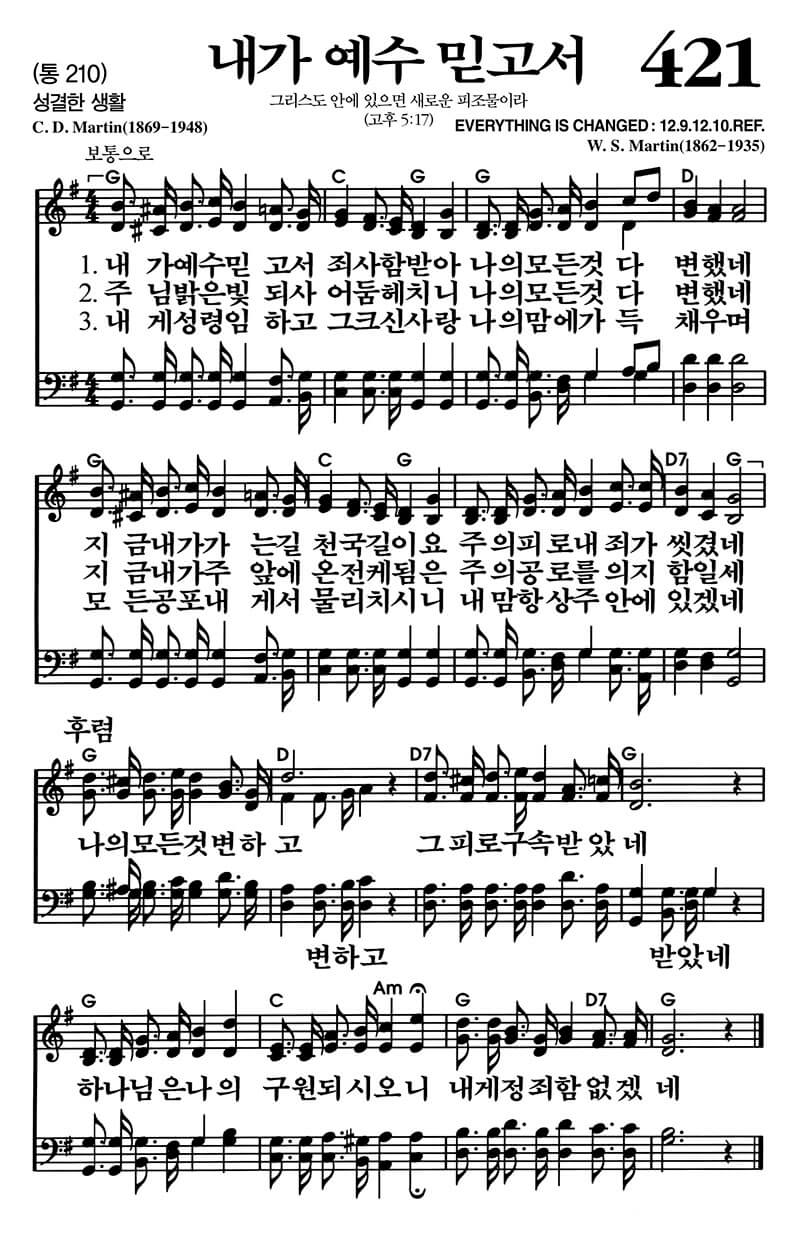 (통 210)
내가 예수 믿고서
421
성결한 생활
그리스도 안에 있으면 새로운 피조물이라
(고후 5:17)
C. D. Martin(1869-1948)
EVERYTHING IS CHANGED : 12.9.12.10.REF.
W. S. Martin(1862-1935)
보통으로
G C G D
1. 내 가예수믿 고서 죄사함받아 나의모든것 다 변했네
2. 주 님밝은빛 되사 어둠헤치니 나의모든것 다 변했네
3. 내 게성령임 하고 그크신사랑 나의맘에가 득 채우며
G C G D7 G
지 금내가가 는길 천국길이요 주의피로내 죄가 씻겼네
지 금내가주 앞에 온전케됨은 주의공로를 의지 함일세
모 든공포내 게서 물리치시니 내맘항상주 안에 있겠네
후렴
G D D7 G
나의모든것변하 고 그피로구속받 았 네
변하고 받았네
G C Am G D7 G
하나님은나의 구원되시오니 내게정죄함없겠 네